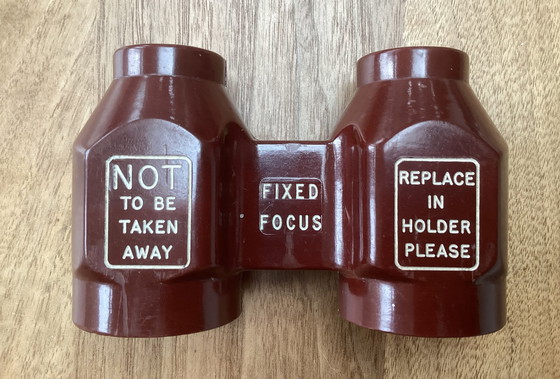 NOT
TO BE
TAKEN
AWAY
FIXED
FOCUS
REPLACE
IN
HOLDER
PLEASE